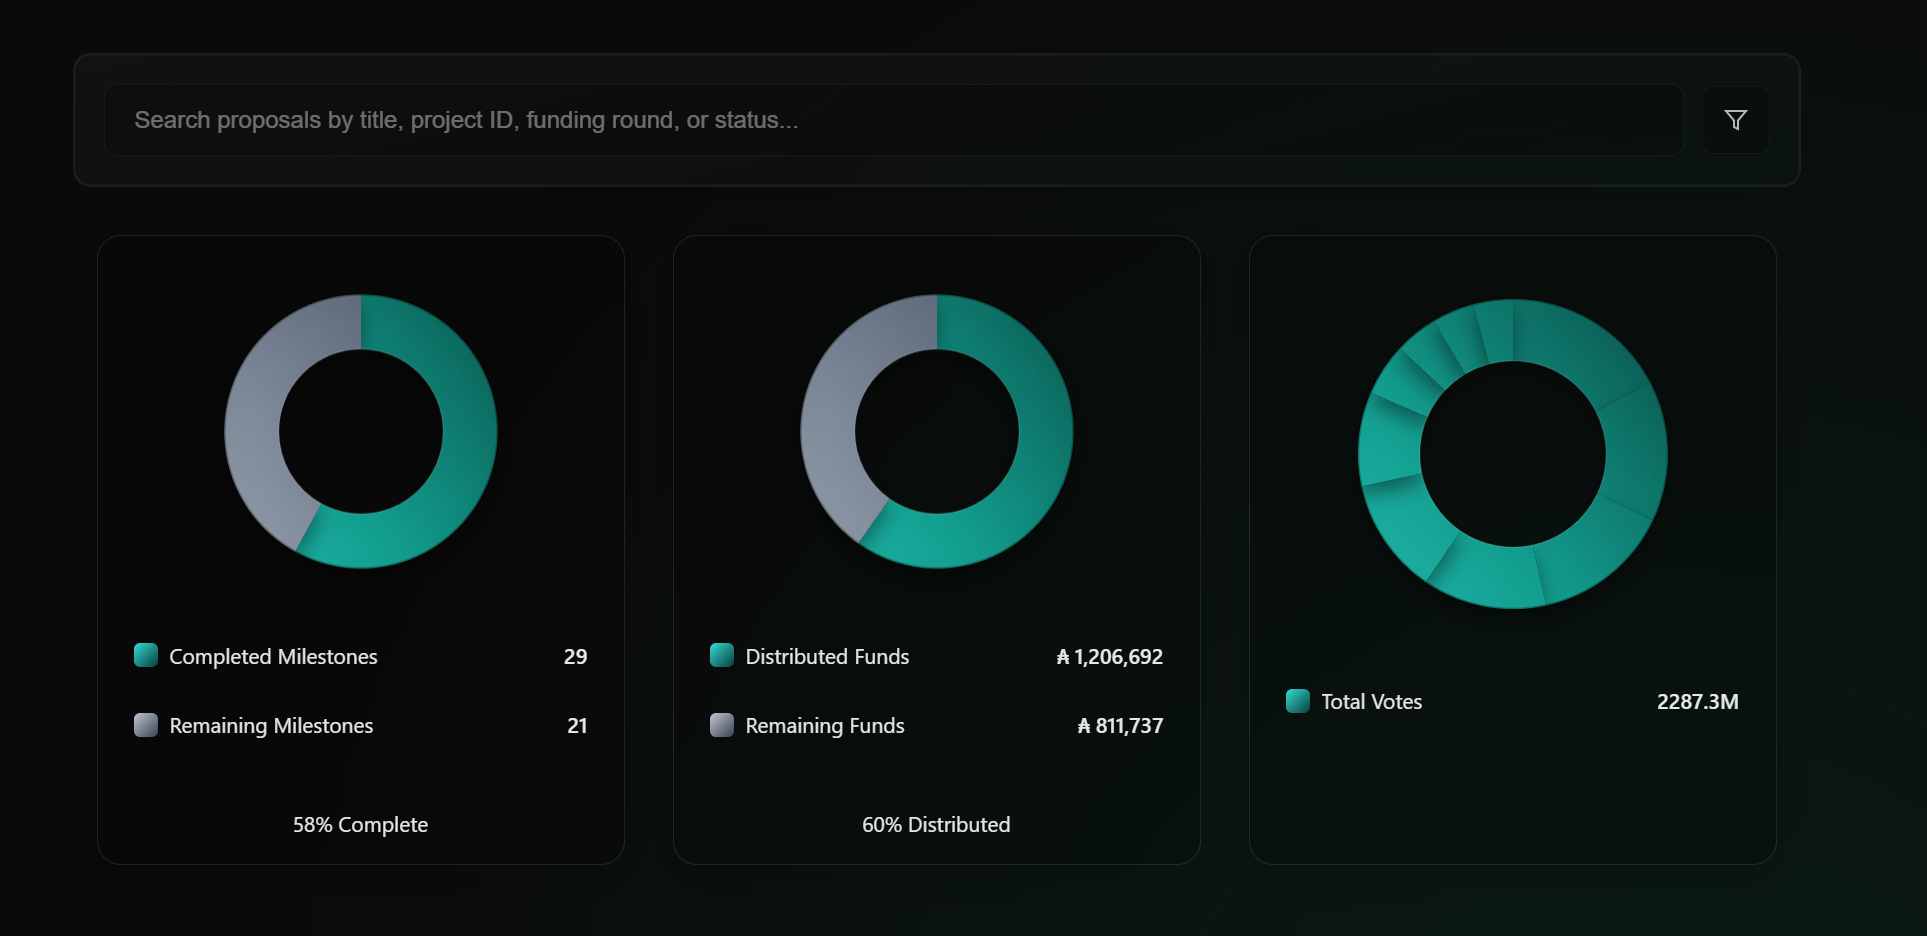 Search proposals by title, project ID, funding round, or status...
Completed Milestones 29
Remaining Milestones 21
58% Complete
Distributed Funds ₳ 1,206,692
Remaining Funds ₳ 811,737
60% Distributed
Total Votes 2287.3M